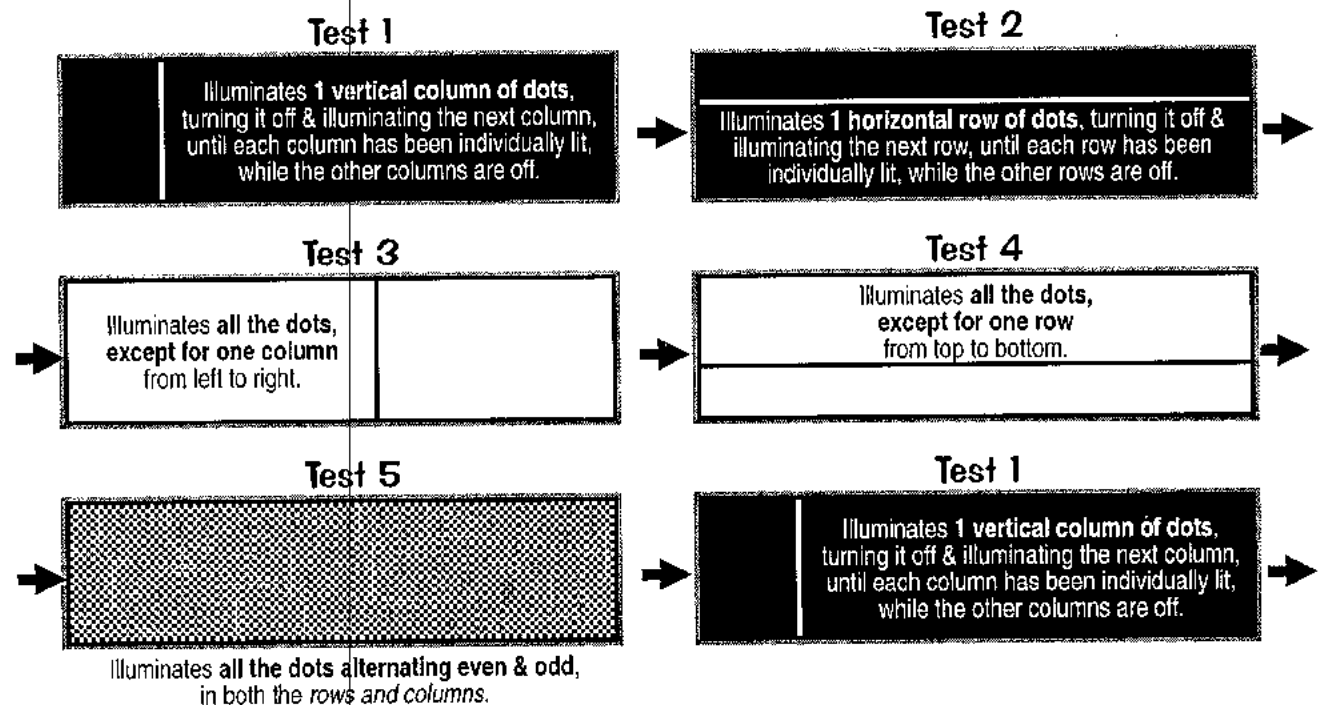 Test 1
Illuminates 1 vertical column of dots,
turning it off & illuminating the next column,
until each column has been individually lit,
while the other columns are off.
Test 2
Illuminates 1 horizontal row of dots, turning it off &
illuminating the next row, until each row has been
individually lit, while the other rows are off.
Test 3
Illuminates all the dots,
except for one column
from left to right.
Test 4
Illuminates all the dots,
except for one row
from top to bottom.
Test 5
Illuminates all the dots alternating even & odd,
in both the rows and columns.
Test 1
Illuminates 1 vertical column of dots,
turning it off & illuminating the next column,
until each column has been individually lit,
while the other columns are off.